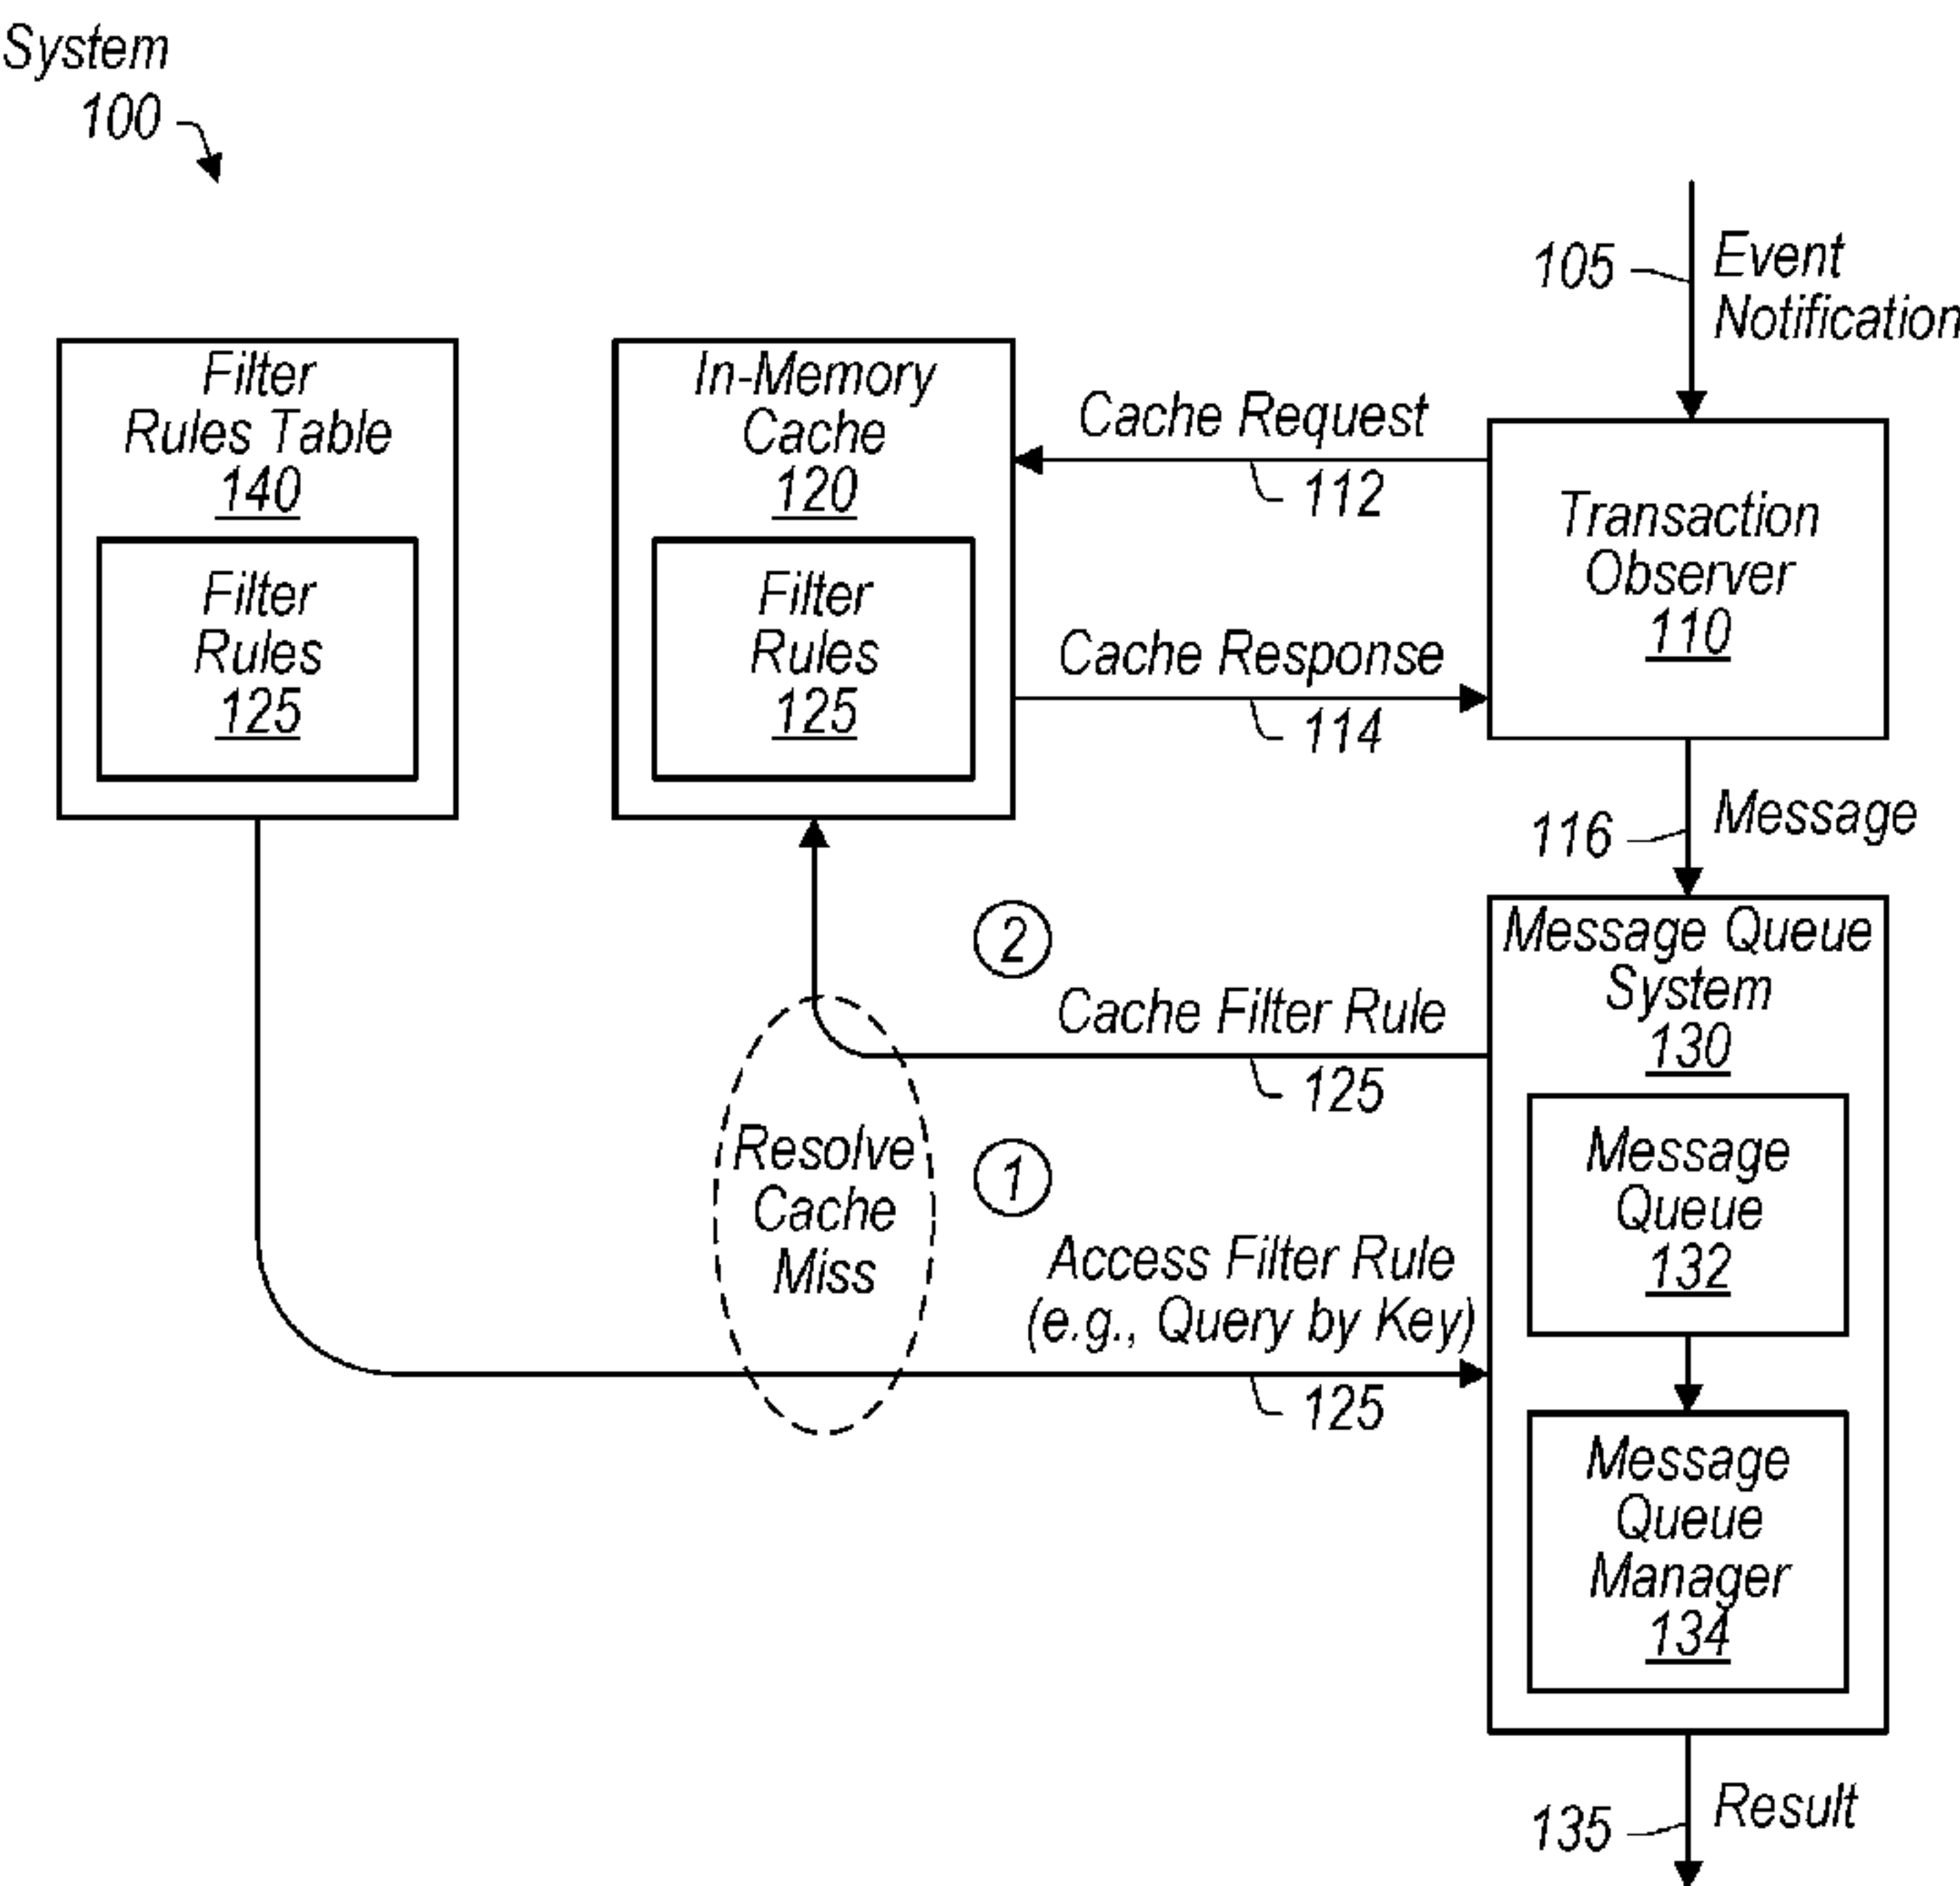 System
100
105
Event
Notification
Filter
Rules Table
140
Filter
Rules
125
In-Memory
Cache
120
Filter
Rules
125
Cache Request
112
Cache Response
114
Transaction
Observer
110
116
Message
2
Cache Filter Rule
125
Resolve
Cache
Miss
1
Access Filter Rule
(e.g., Query by Key)
125
Message Queue
System
130
Message
Queue
132
Message
Queue
Manager
134
135
Result